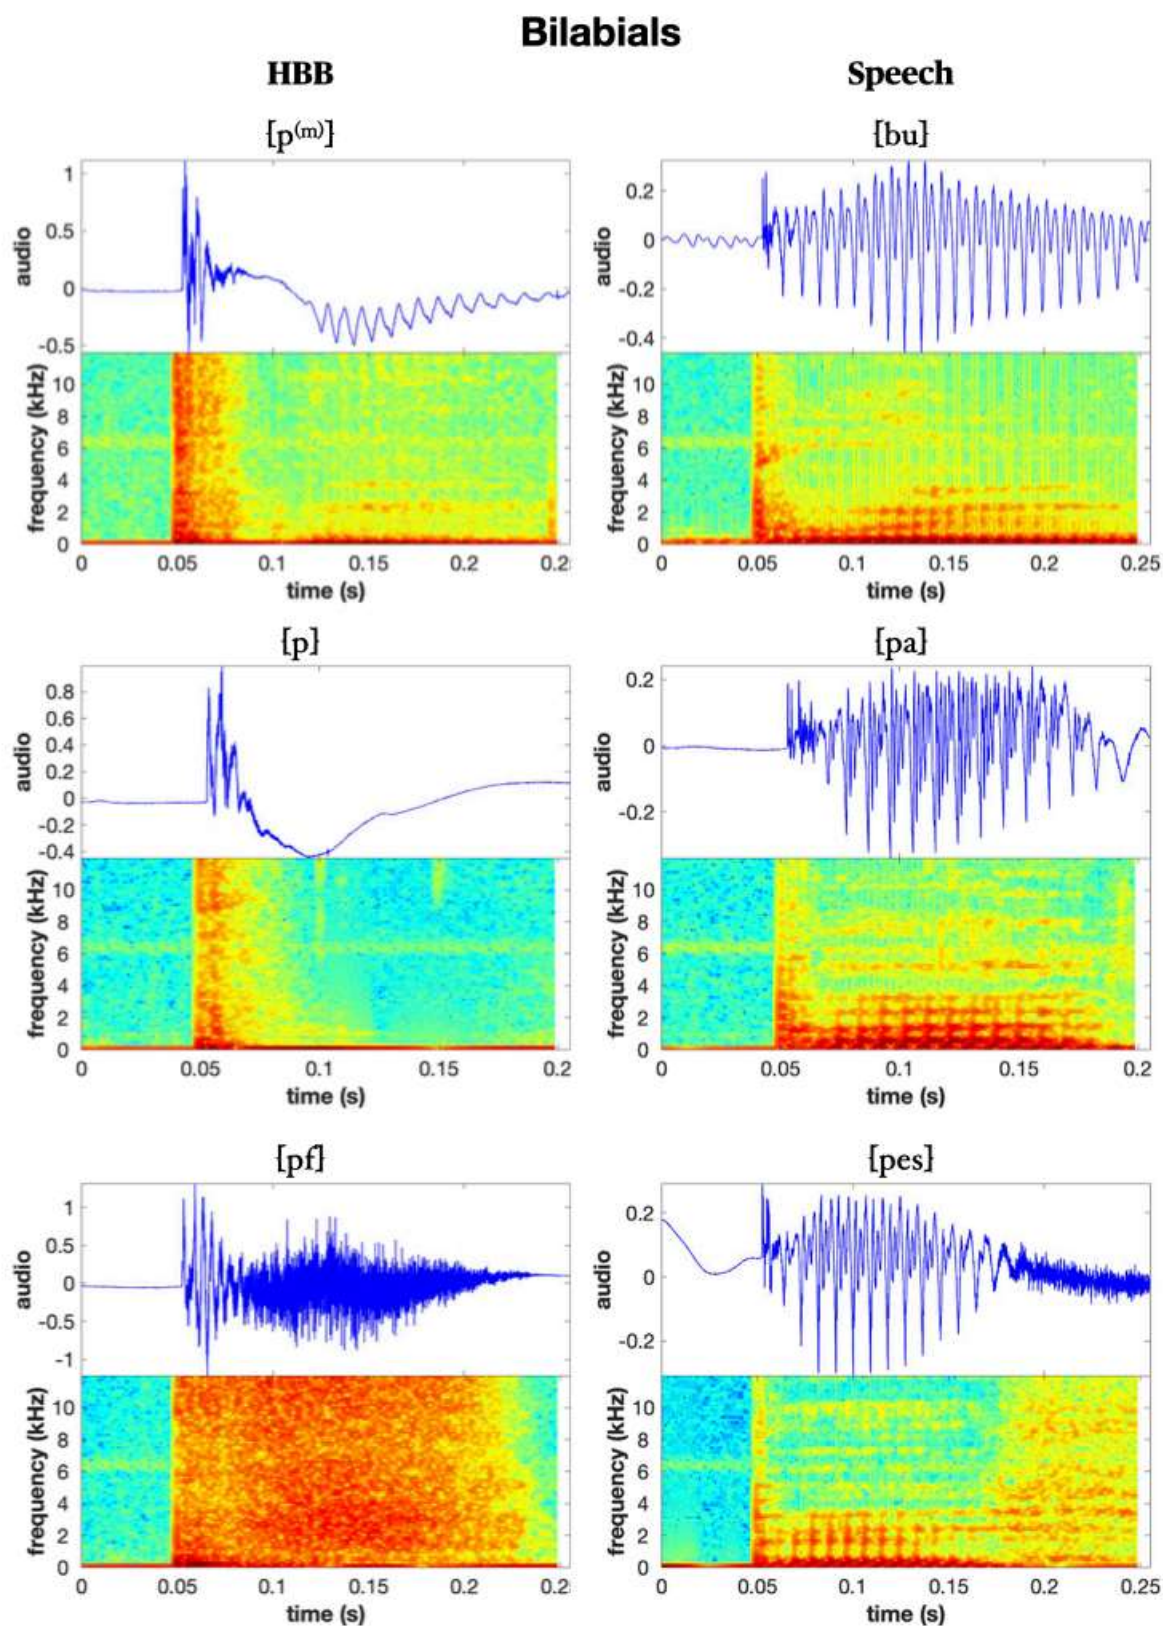 Bilabials
HBB Speech
[p(m)] [bu]
audio 1 0.5 0 -0.5
audio 0.2 0 -0.2 -0.4
frequency (kHz) 10 8 6 4 2 0
frequency (kHz) 10 8 6 4 2 0
0 0.05 0.1 0.15 0.2 0.2
0 0.05 0.1 0.15 0.2 0.25
time (s) time (s)
[p] [pa]
audio 0.8 0.6 0.4 0.2 0 -0.2 -0.4
audio 0.2 0 -0.2
frequency (kHz) 10 8 6 4 2 0
frequency (kHz) 10 8 6 4 2 0
0 0.05 0.1 0.15 0.2
0 0.05 0.1 0.15 0.2
time (s) time (s)
[pf] [pes]
audio 1 0.5 0 -0.5 -1
audio 0.2 0 -0.2
frequency (kHz) 10 8 6 4 2 0
frequency (kHz) 10 8 6 4 2 0
0 0.05 0.1 0.15 0.2 0.2
0 0.05 0.1 0.15 0.2 0.25
time (s) time (s)